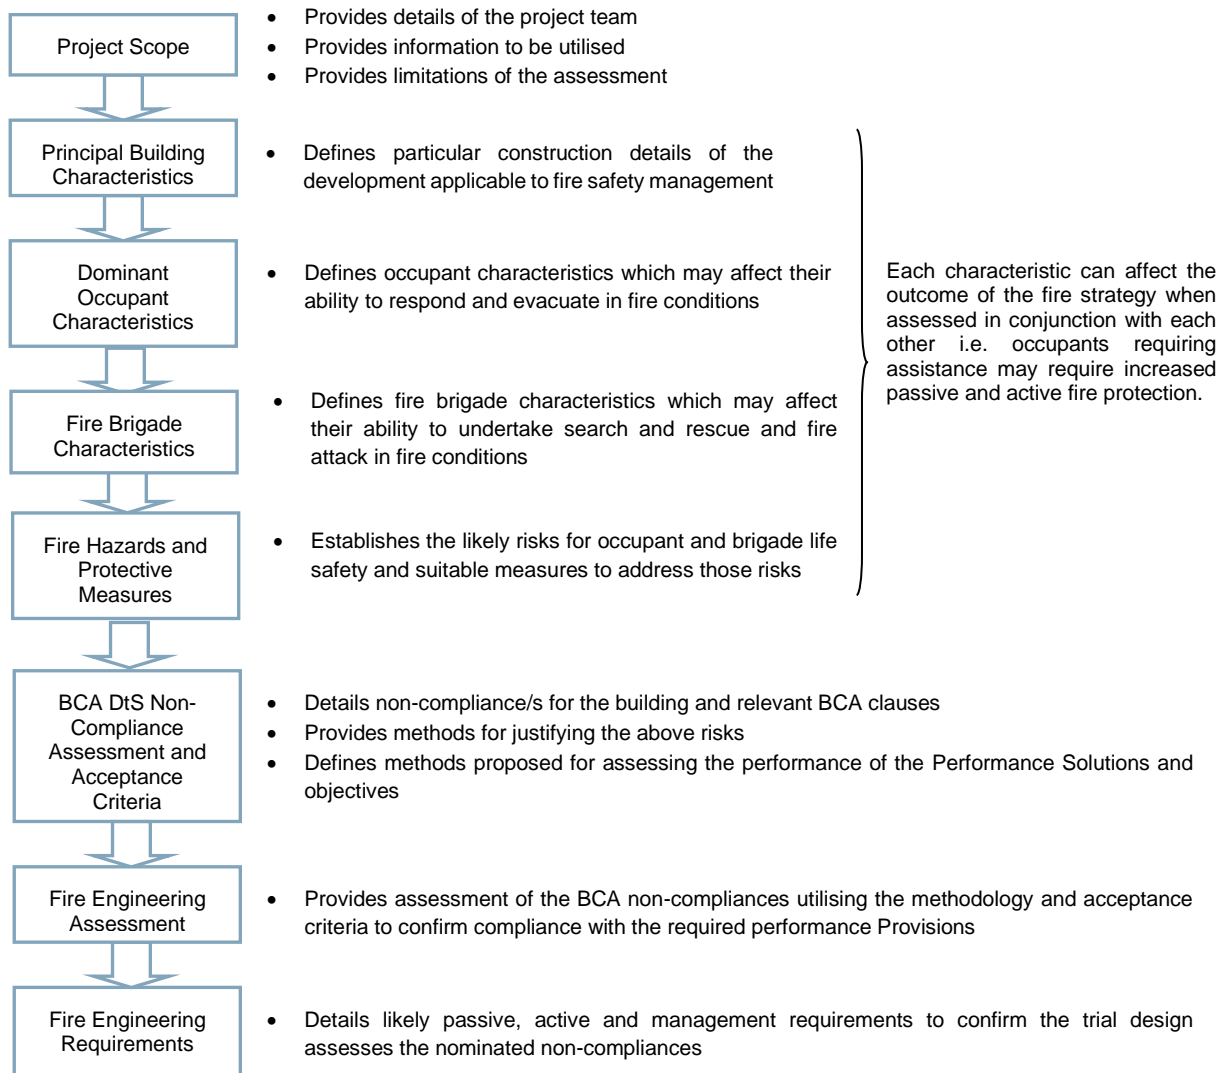 Project Scope
• Provides details of the project team
• Provides information to be utilised
• Provides limitations of the assessment
Principal Building
Characteristics
• Defines particular construction details of the
development applicable to fire safety management
Dominant
Occupant
Characteristics
• Defines occupant characteristics which may affect their
ability to respond and evacuate in fire conditions
Fire Brigade
Characteristics
• Defines fire brigade characteristics which may affect
their ability to undertake search and rescue and fire
attack in fire conditions
Fire Hazards and
Protective
Measures
• Establishes the likely risks for occupant and brigade life
safety and suitable measures to address those risks
Each characteristic can affect the
outcome of the fire strategy when
assessed in conjunction with each
other i.e. occupants requiring
assistance may require increased
passive and active fire protection.
BCA DtS Non-
Compliance
Assessment and
Acceptance
Criteria
• Details non-compliance/s for the building and relevant BCA clauses
• Provides methods for justifying the above risks
• Defines methods proposed for assessing the performance of the Performance Solutions and
objectives
Fire Engineering
Assessment
• Provides assessment of the BCA non-compliances utilising the methodology and acceptance
criteria to confirm compliance with the required performance Provisions
Fire Engineering
Requirements
• Details likely passive, active and management requirements to confirm the trial design
assesses the nominated non-compliances